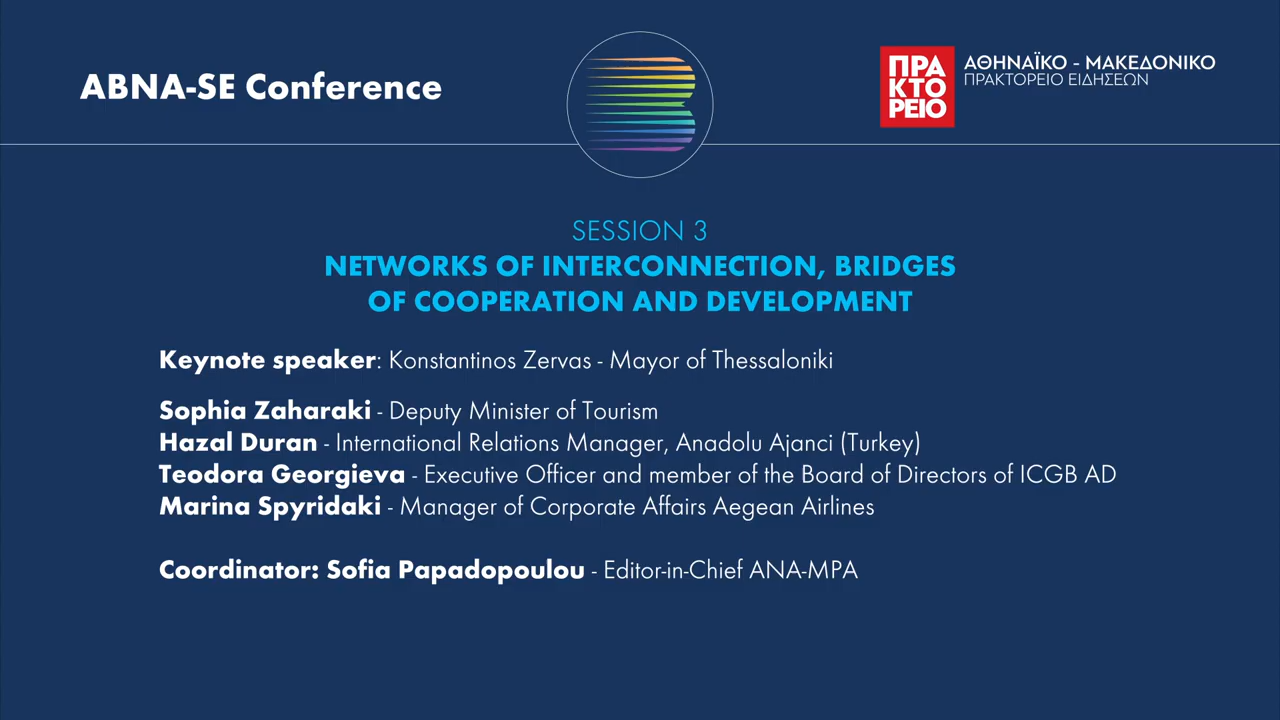 ABNA-SE Conference
ΠΡΑ
ΚΤΟ
ΡΕΙΟ
ΑΘΗΝΑΪΚΟ - ΜΑΚΕΔΟΝΙΚΟ
ΠΡΑΚΤΟΡΕΙΟ ΕΙΔΗΣΕΩΝ
SESSION 3
NETWORKS OF INTERCONNECTION, BRIDGES
OF COOPERATION AND DEVELOPMENT
Keynote speaker: Konstantinos Zervas - Mayor of Thessaloniki
Sophia Zaharaki - Deputy Minister of Tourism
Hazal Duran - International Relations Manager, Anadolu Ajanci (Turkey)
Teodora Georgieva - Executive Officer and member of the Board of Directors of ICGB AD
Marina Spyridaki - Manager of Corporate Affairs Aegean Airlines
Coordinator: Sofia Papadopoulou - Editor-in-Chief ANA-MPA